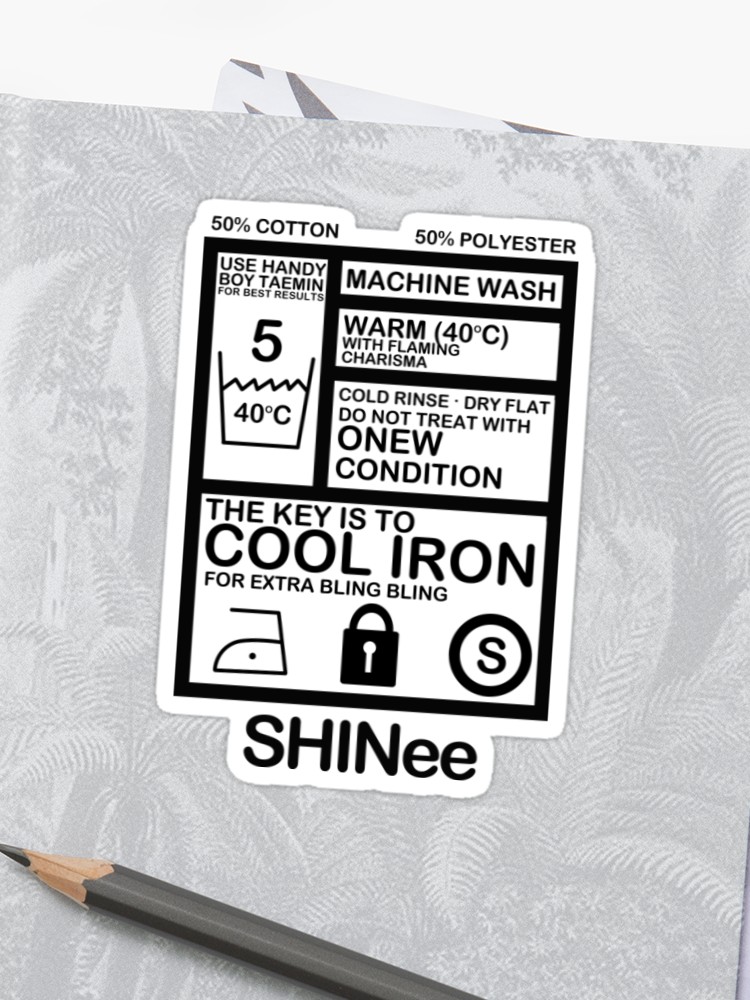 50% COTTON
50% POLYESTER
USE HANDY
BOY TAEMIN
FOR BEST RESULTS
5
40°C
MACHINE WASH
WARM (40°C)
WITH FLAMING
CHARISMA
COLD RINSE · DRY FLAT
DO NOT TREAT WITH
ONEW
CONDITION
THE KEY IS TO
COOL IRON
FOR EXTRA BLING BLING
S
SHINee